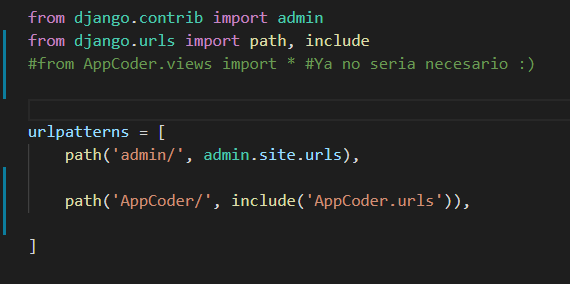 from django.contrib import admin
from django.urls import path, include
#from AppCoder.views import * #Ya no seria necesario :)
urlpatterns = [
    path('admin/', admin.site.urls),
    path('AppCoder/', include('AppCoder.urls')),
]